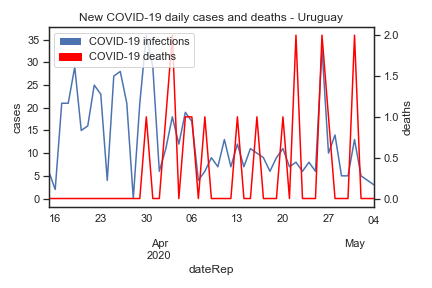 New COVID-19 daily cases and deaths - Uruguay
COVID-19 infections
COVID-19 deaths
cases
35
30
25
20
15
10
5
0
2.0
1.5
1.0
0.5
0.0
deaths
16 23 30 06 13 20 27 04
Apr May
2020
dateRep